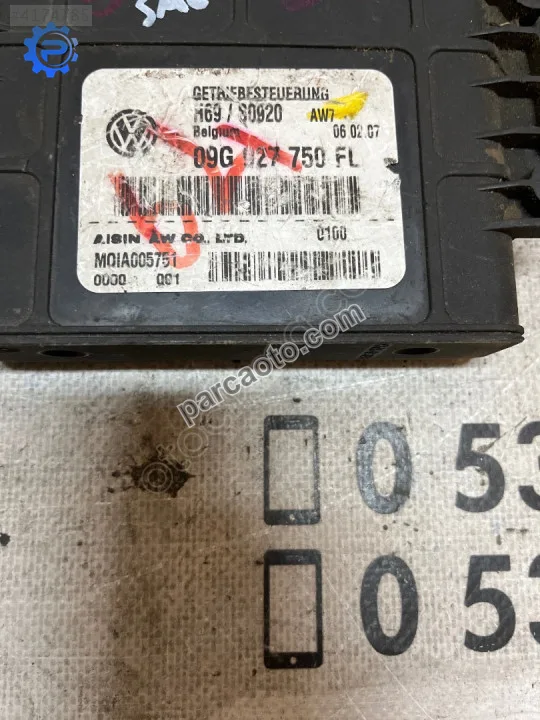 GETRIEBESTEUERUNG
H69 / S0920 AW7
Belgium 06.02.07
09G 927 750 FL
AISIN AW CO., LTD. 0100
MOIA005751
0000 001
parcaoto.com
0 53
0 53